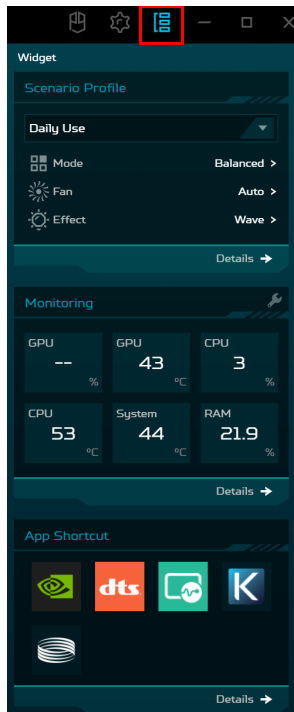 Widget
Scenario Profile
Daily Use
Mode Balanced >
Fan Auto >
Effect Wave >
Details →
Monitoring
GPU GPU CPU
-- 43 3
% °C %
CPU System RAM
53 44 21.9
°C °C %
Details →
App Shortcut
dts K
Details →